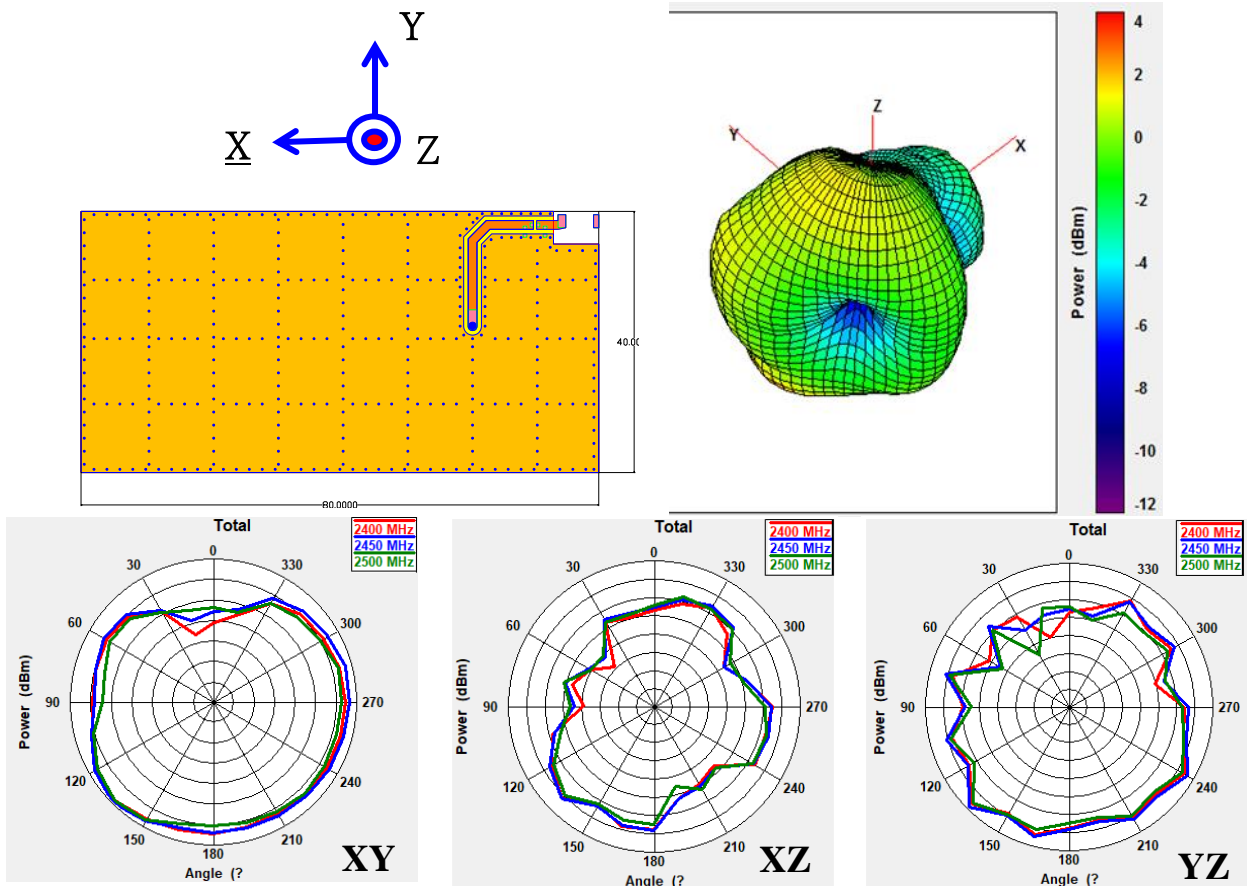 Y
X
Z
40.00
80.0000
Z
Y
X
Power (dBm)
4
2
0
-2
-4
-6
-8
-10
-12
Total
2400 MHz
2450 MHz
2500 MHz
0
30
330
60
300
90
270
120
240
150
210
180
Power (dBm)
Angle (?
XY
Total
2400 MHz
2450 MHz
2500 MHz
0
30
330
60
300
90
270
120
240
150
210
180
Power (dBm)
Angle (?
XZ
Total
2400 MHz
2450 MHz
2500 MHz
0
30
330
60
300
90
270
120
240
150
210
180
Power (dBm)
Angle (?
YZ